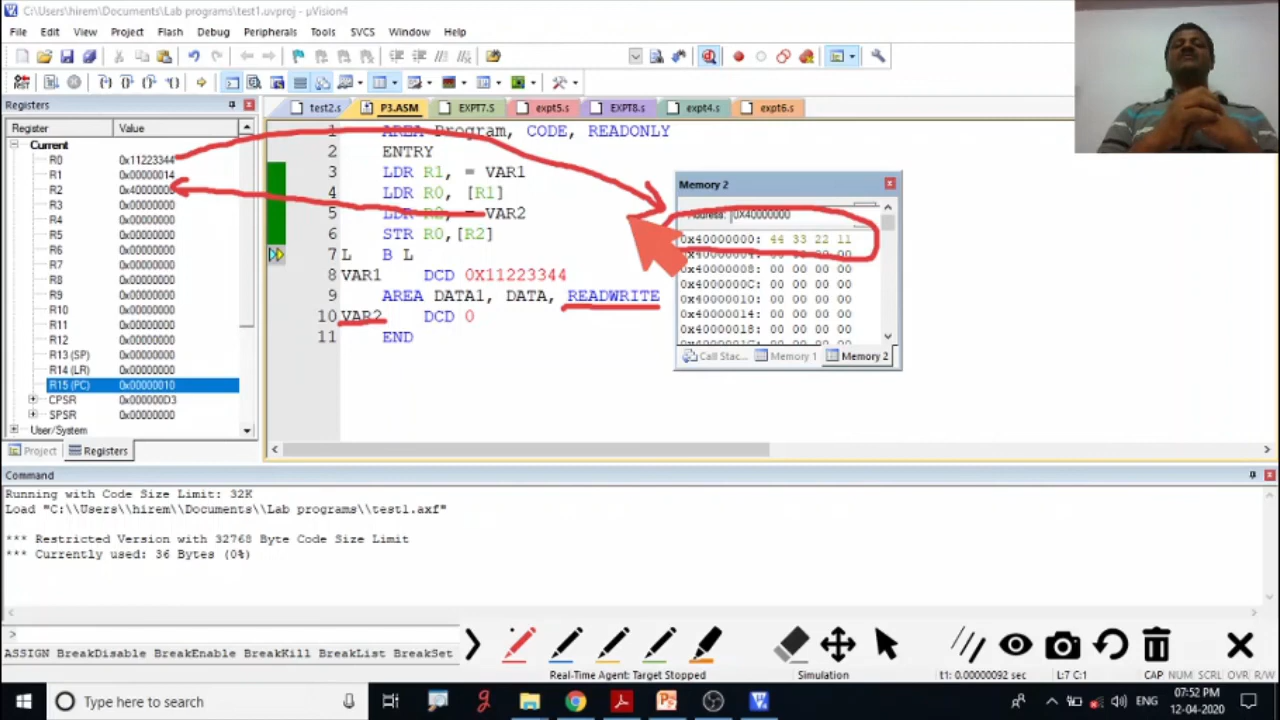 C:\Users\hirem\Documents\Lab programs\test1.uvproj - µVision4
File Edit View Project Flash Debug Peripherals Tools SVCS Window Help
Registers
Register Value
Current
R0 0x11223344
R1 0x00000014
R2
R3 0x00000000
R4 0x00000000
R5 0x00000000
R6 0x00000000
R7 0x00000000
R8 0x00000000
R9 0x00000000
R10 0x00000000
R11 0x00000000
R12 0x00000000
R13 (SP) 0x00000000
R14 (LR) 0x00000000
R15 (PC) 0x00000010
CPSR 0x000000D3
SPSR 0x00000000
User/System
Project Registers
test2.s P3.ASM EXPT7.S expt5.s EXPT8.s expt4.s expt6.s
1 AREA Program, CODE, READONLY
2 ENTRY
3 LDR R1, = VAR1
4 LDR R0, [R1]
5 LDR R2, = VAR2
6 STR R0,[R2]
7 L B L
8 VAR1 DCD 0X11223344
9 AREA DATA1, DATA, READWRITE
10 VAR2 DCD 0
11 END
Memory 2
Address: 0X40000000
0x40000000: 44 33 22 11
0x40000004: 00 00 00 00
0x40000008: 00 00 00 00
0x4000000C: 00 00 00 00
0x40000010: 00 00 00 00
0x40000014: 00 00 00 00
0x40000018: 00 00 00 00
Call Stac... Memory 1 Memory 2
Command
Running with Code Size Limit: 32K
Load "C:\\Users\\hirem\\Documents\\Lab programs\\test1.axf"
*** Restricted Version with 32768 Byte Code Size Limit
*** Currently used: 36 Bytes (0%)
>
ASSIGN BreakDisable BreakEnable BreakKill BreakList BreakSet
Real-Time Agent: Target Stopped Simulation t1: 0.00000092 sec L:7 C:1 CAP NUM SCRL OVR R/W
Type here to search
ENG
07:52 PM
12-04-2020